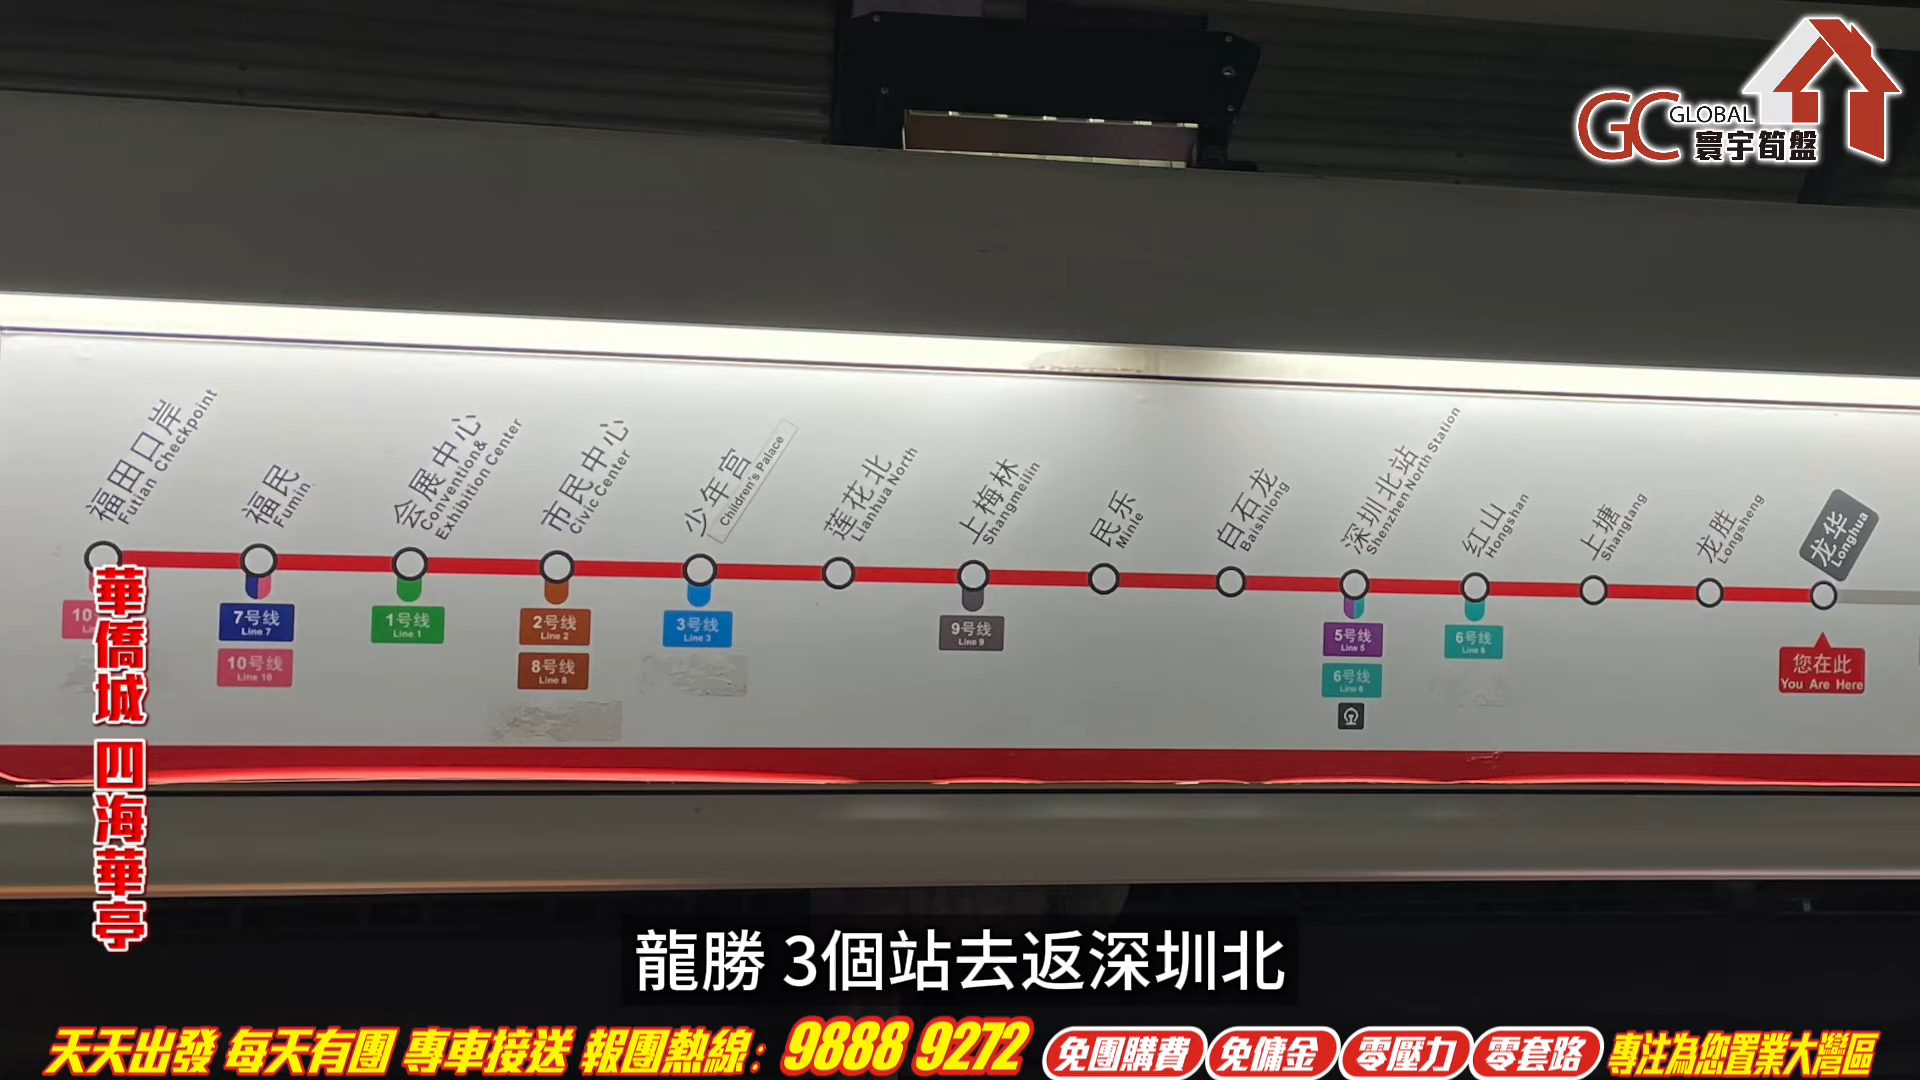 GC GLOBAL
寰宇筍盤
福田口岸
Futian Checkpoint
福民
Fumin
会展中心
Convention&
Exhibition Center
市民中心
Civic Center
少年宫
Children's Palace
莲花北
Lianhua North
上梅林
Shangmeilin
民乐
Minle
白石龙
Baishilong
深圳北站
Shenzhen North Station
红山
Hongshan
上塘
Shangtang
龙胜
Longsheng
龙华
Longhua
10
7号线
Line 7
10号线
Line 10
1号线
Line 1
2号线
Line 2
8号线
Line 8
3号线
Line 3
9号线
Line 9
5号线
Line 5
6号线
Line 6
6号线
Line 6
您在此
You Are Here
華僑城 四海華亭
龍勝 3個站去返深圳北
天天出發 每天有團 專車接送 報團熱線：9888 9272 免團購費 免傭金 零壓力 零套路 專注為您置業大灣區